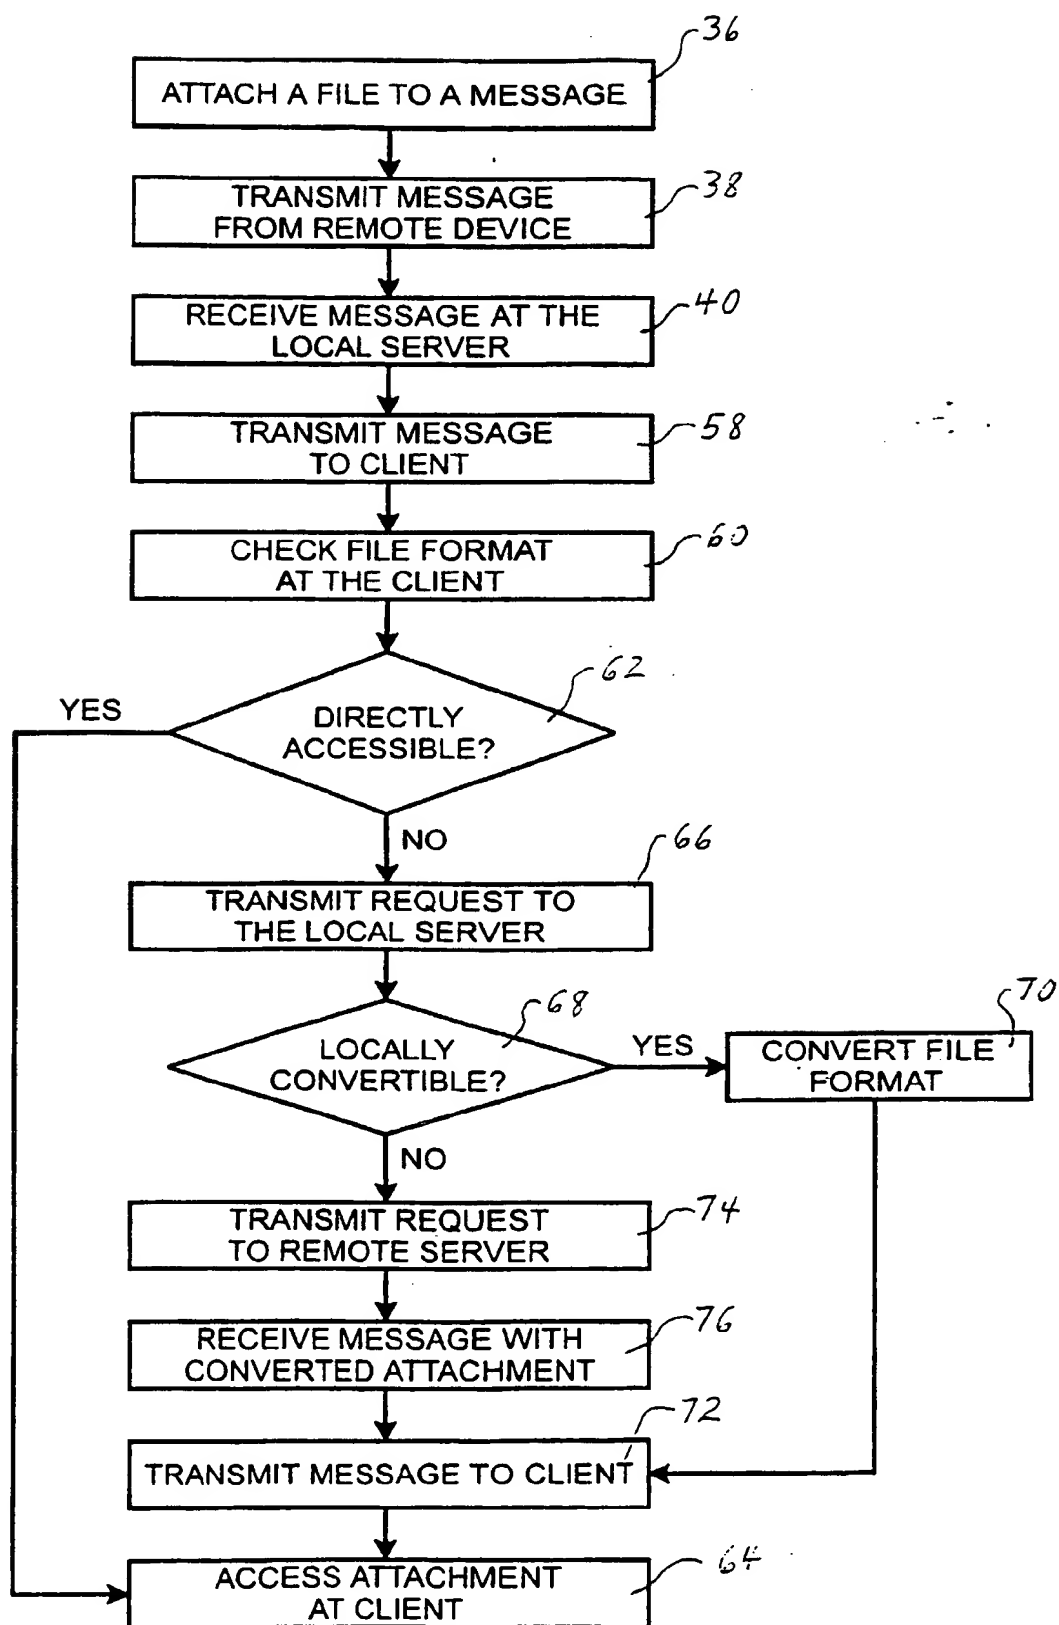 36
ATTACH A FILE TO A MESSAGE
38
TRANSMIT MESSAGE
FROM REMOTE DEVICE
40
RECEIVE MESSAGE AT THE
LOCAL SERVER
58
TRANSMIT MESSAGE
TO CLIENT
60
CHECK FILE FORMAT
AT THE CLIENT
62
YES
DIRECTLY
ACCESSIBLE?
NO
66
TRANSMIT REQUEST TO
THE LOCAL SERVER
68
LOCALLY
CONVERTIBLE?
YES
70
CONVERT FILE
FORMAT
NO
74
TRANSMIT REQUEST
TO REMOTE SERVER
76
RECEIVE MESSAGE WITH
CONVERTED ATTACHMENT
72
TRANSMIT MESSAGE TO CLIENT
64
ACCESS ATTACHMENT
AT CLIENT